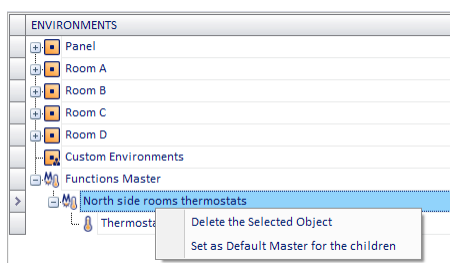 ENVIRONMENTS
Panel
Room A
Room B
Room C
Room D
Custom Environments
Functions Master
North side rooms thermostats
Delete the Selected Object
Set as Default Master for the children